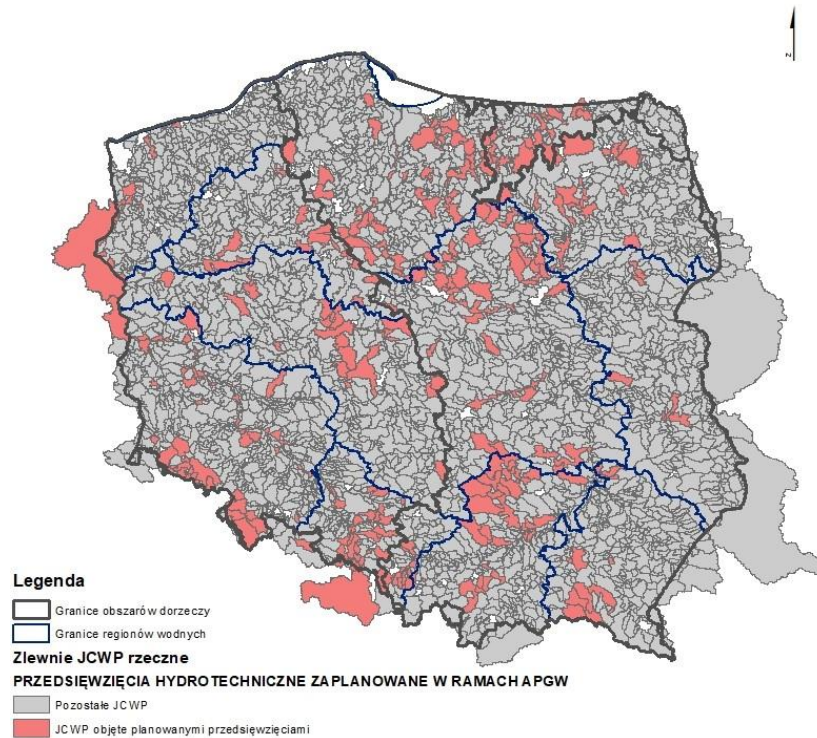 z
Legenda
Granice obszarów dorzeczy
Granice regionów wodnych
Zlewnie JCWP rzeczne
PRZEDSIĘWZIĘCIA HYDROTECHNICZNE ZAPLANOWANE W RAMACH APGW
Pozostałe JCWP
JCWP objęte planowanymi przedsięwzięciami